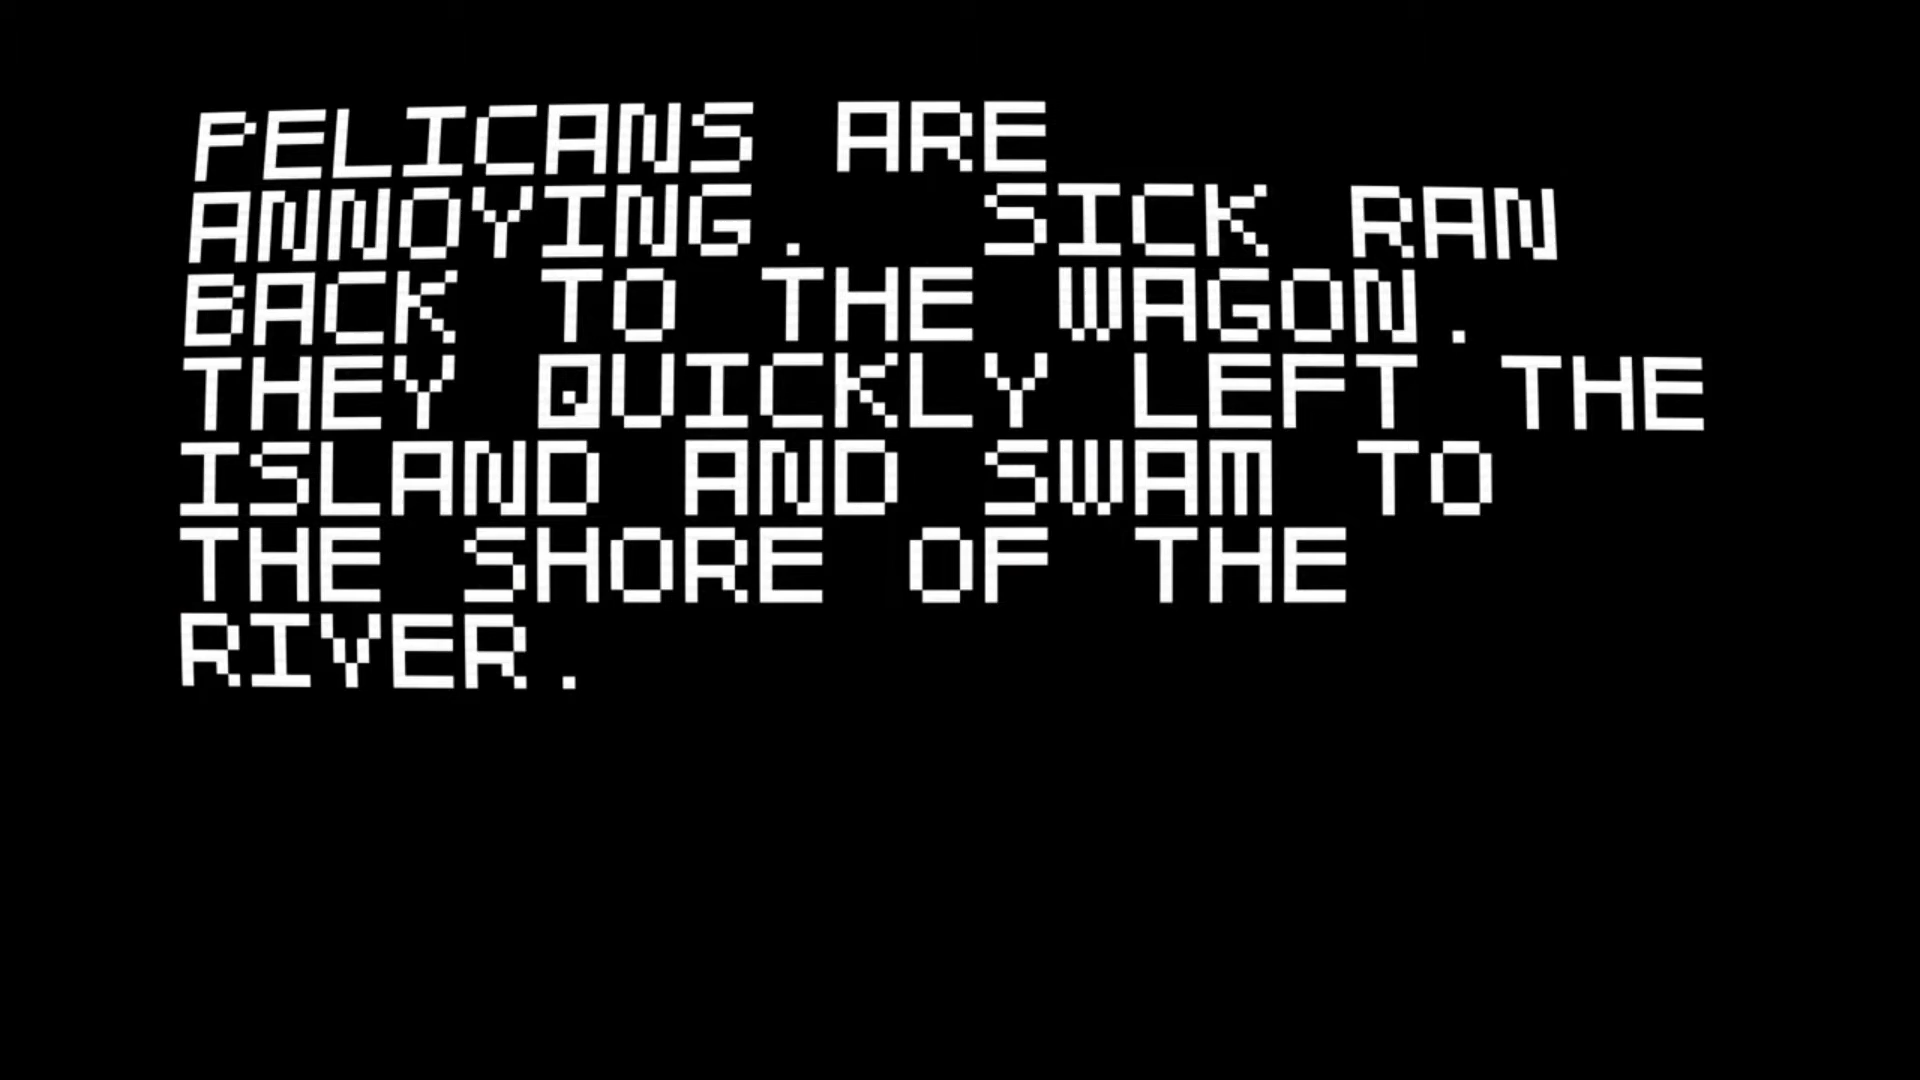 PELICANS ARE
ANNOYING.  SICK RAN
BACK TO THE WAGON.
THEY QUICKLY LEFT THE
ISLAND AND SWAM TO
THE SHORE OF THE
RIVER.